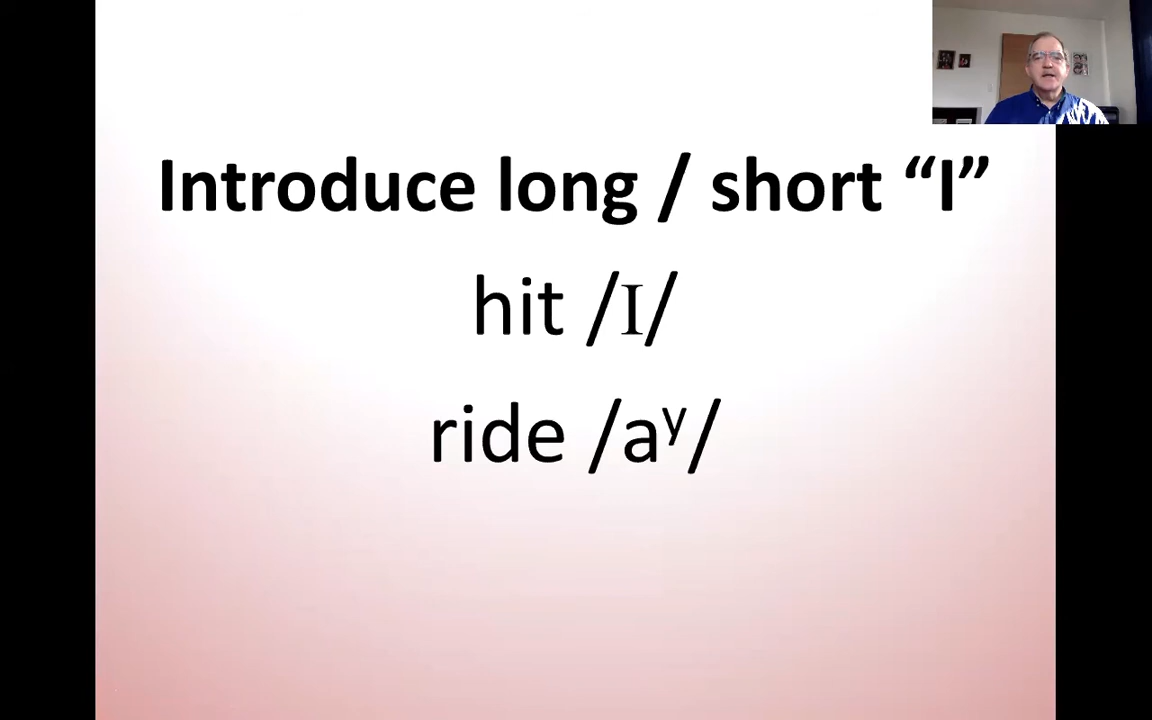 Introduce long / short “I”
hit /I/
ride /aʸ/